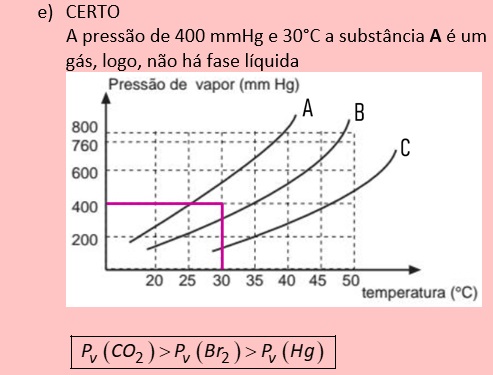 e) CERTO
A pressão de 400 mmHg e 30°C a substância A é um
gás, logo, não há fase líquida
Pressão de vapor (mm Hg)
A
B
C
800
760
600
400
200
20 25 30 35 40 45 50
temperatura (ºC)
Pv (CO2) > Pv (Br2) > Pv (Hg)